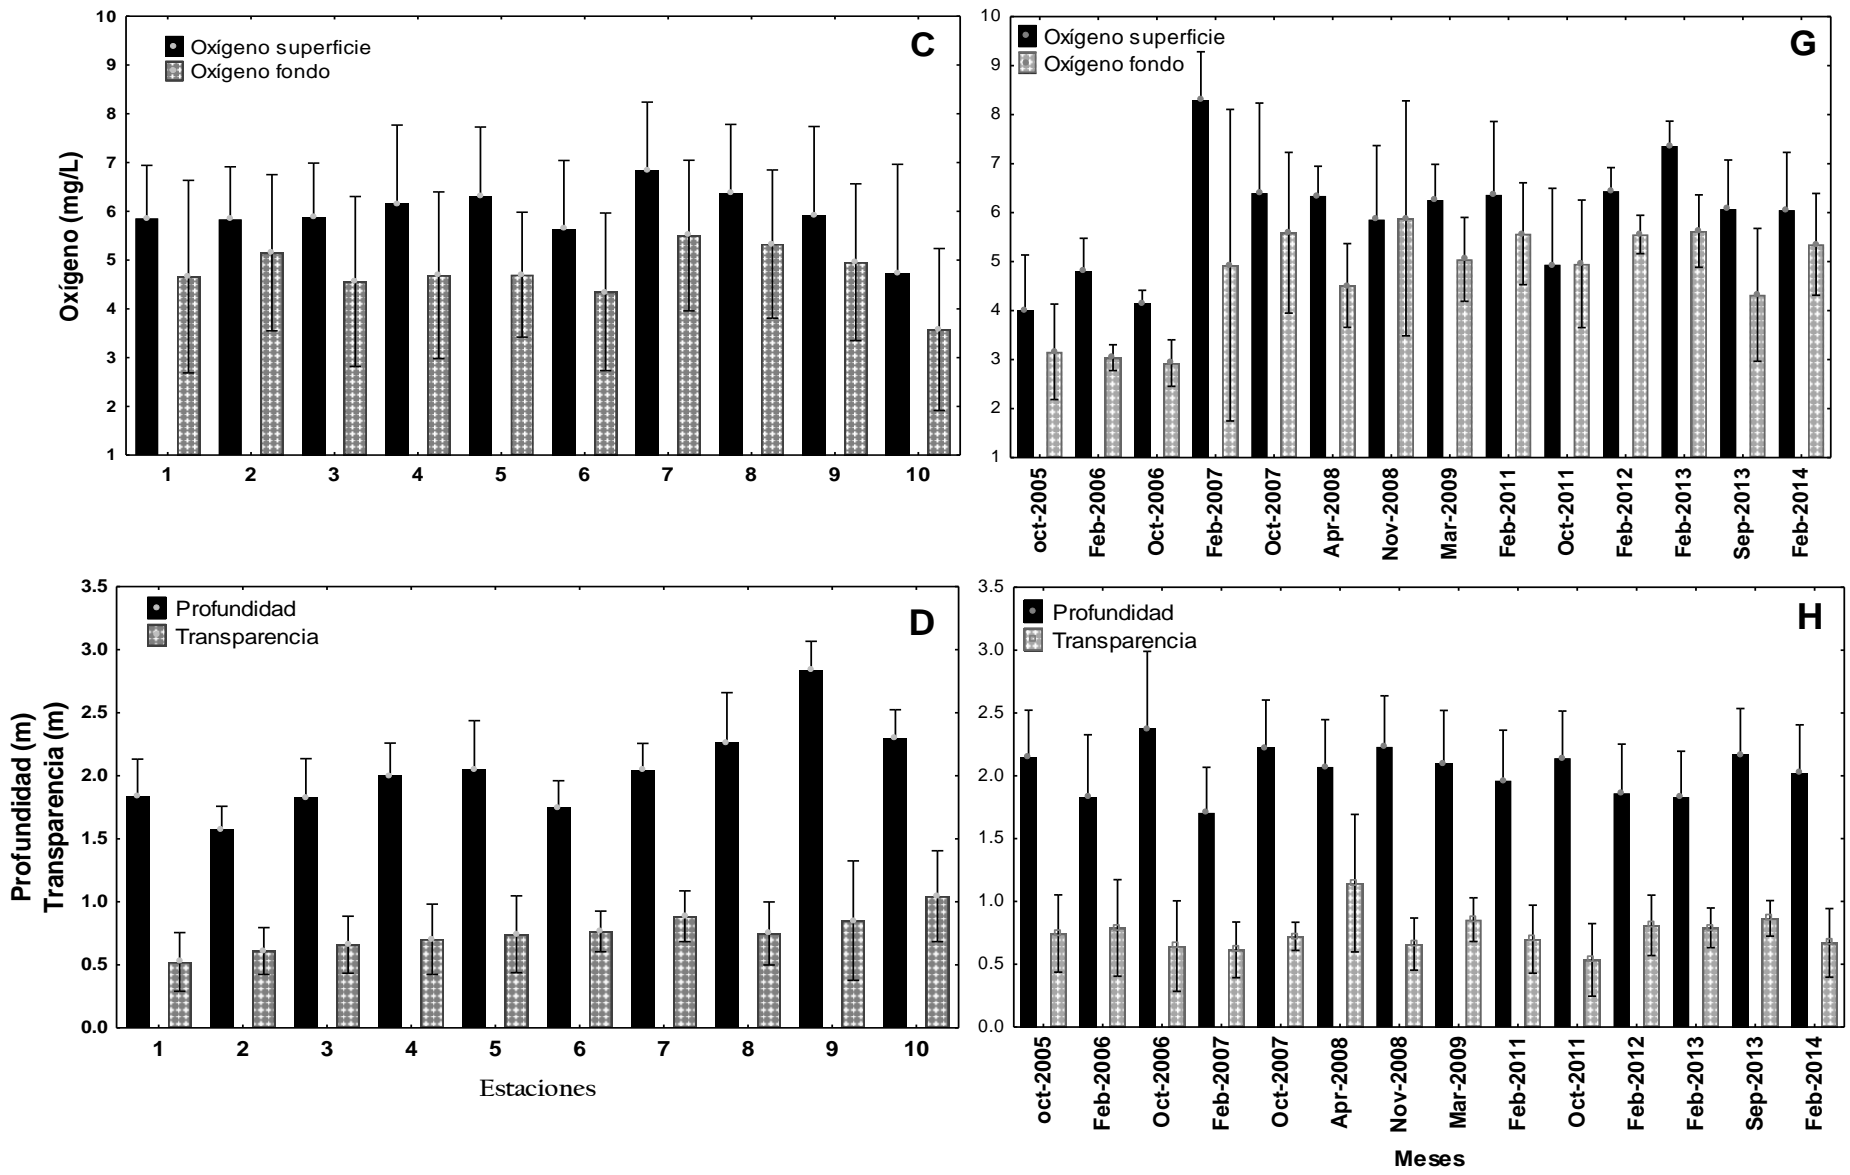 C
Oxígeno superficie
Oxígeno fondo
Oxígeno (mg/L)
10
9
8
7
6
5
4
3
2
1
1 2 3 4 5 6 7 8 9 10
G
Oxígeno superficie
Oxígeno fondo
10
9
8
7
6
5
4
3
2
1
oct-2005
Feb-2006
Oct-2006
Feb-2007
Oct-2007
Apr-2008
Nov-2008
Mar-2009
Feb-2011
Oct-2011
Feb-2012
Feb-2013
Sep-2013
Feb-2014
D
Profundidad
Transparencia
Profundidad (m)
Transparencia (m)
3.5
3.0
2.5
2.0
1.5
1.0
0.5
0.0
1 2 3 4 5 6 7 8 9 10
Estaciones
H
Profundidad
Transparencia
3.5
3.0
2.5
2.0
1.5
1.0
0.5
0.0
oct-2005
Feb-2006
Oct-2006
Feb-2007
Oct-2007
Apr-2008
Nov-2008
Mar-2009
Feb-2011
Oct-2011
Feb-2012
Feb-2013
Sep-2013
Feb-2014
Meses